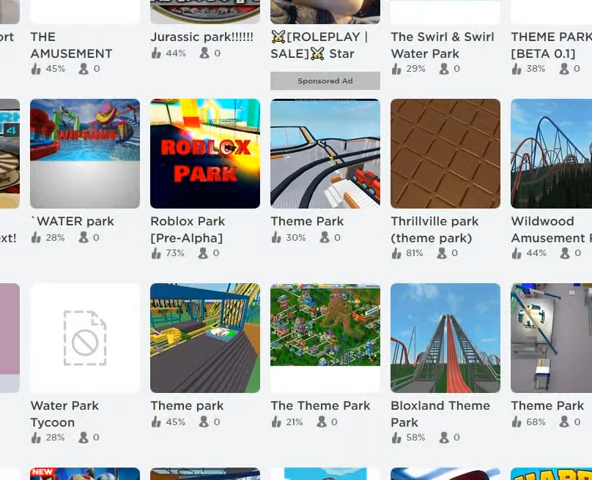 ort
THE
AMUSEMENT
45% 0
Jurassic park!!!!!!
44% 0
[ROLEPLAY |
SALE] Star
Sponsored Ad
The Swirl & Swirl
Water Park
29% 0
THEME PARK
[BETA 0.1]
38% 0
4
ext!
WIPEOUT
`WATER park
28% 0
ROBLOX
PARK
Roblox Park
[Pre-Alpha]
73% 0
Theme Park
30% 0
Thrillville park
(theme park)
81% 0
Wildwood
Amusement P
44% 0
Water Park
Tycoon
28% 0
Theme park
45% 0
The Theme Park
21% 0
Bloxland Theme
Park
58% 0
Theme Park
68% 0
NEW